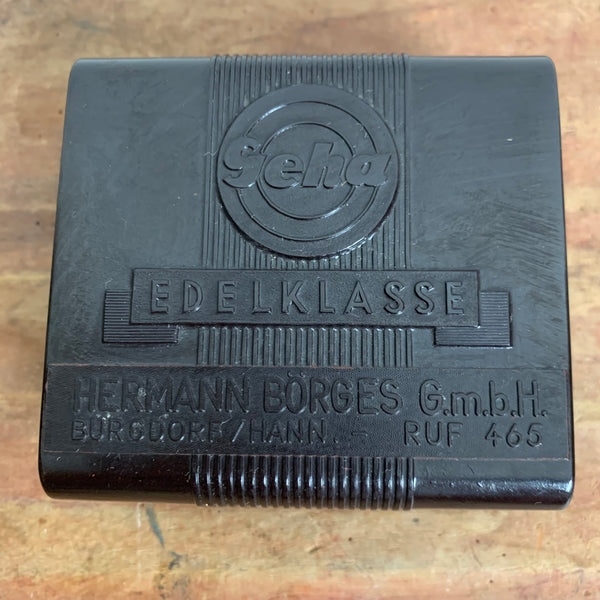 Geha
EDELKLASSE
HERMANN BÖRGES G.m.b.H.
BURGDORF/HANN. - RUF 465